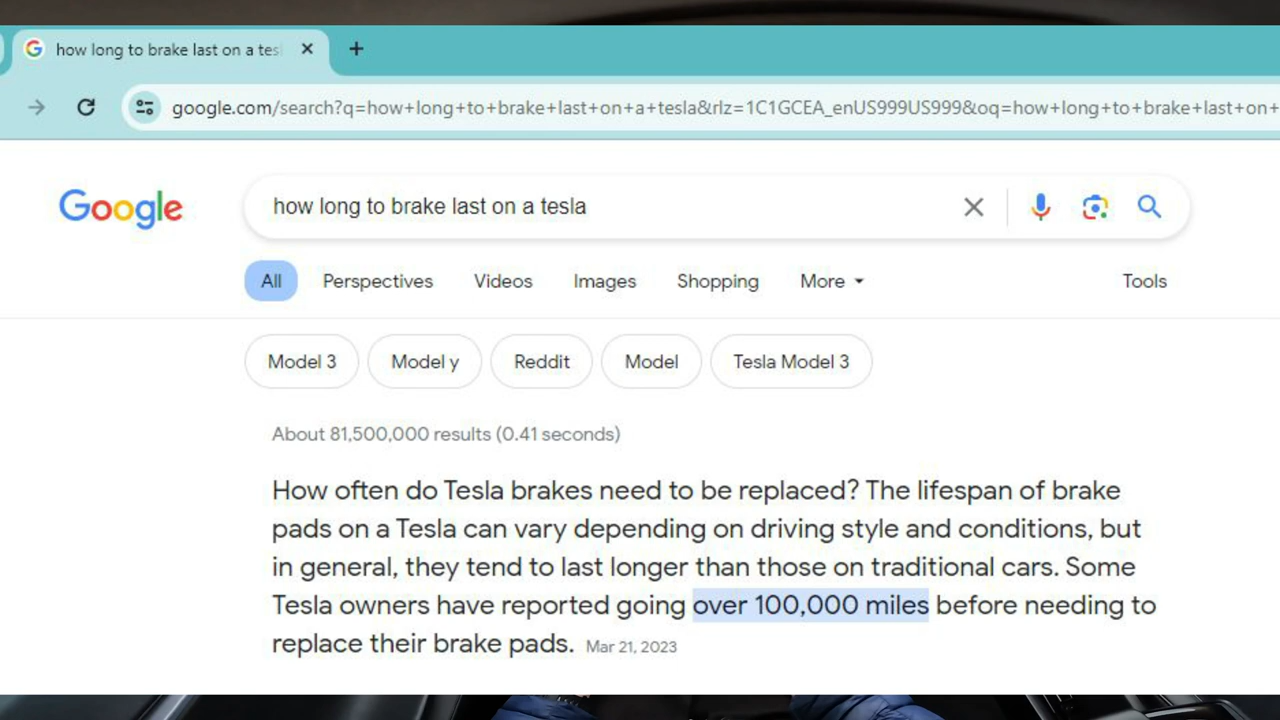 how long to brake last on a tesl
google.com/search?q=how+long+to+brake+last+on+a+tesla&rlz=1C1GCEA_enUS999US999&oq=how+long+to+brake+last+on+
Google
how long to brake last on a tesla
All Perspectives Videos Images Shopping More Tools
Model 3 Model y Reddit Model Tesla Model 3
About 81,500,000 results (0.41 seconds)
How often do Tesla brakes need to be replaced? The lifespan of brake
pads on a Tesla can vary depending on driving style and conditions, but
in general, they tend to last longer than those on traditional cars. Some
Tesla owners have reported going over 100,000 miles before needing to
replace their brake pads. Mar 21, 2023